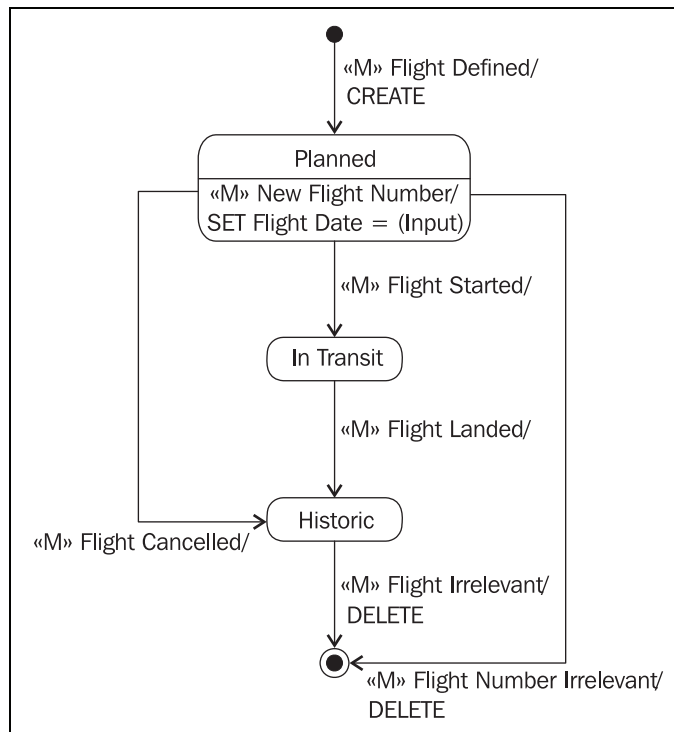 «M» Flight Defined/
CREATE
Planned
«M» New Flight Number/
SET Flight Date = (Input)
«M» Flight Started/
In Transit
«M» Flight Landed/
Historic
«M» Flight Cancelled/
«M» Flight Irrelevant/
DELETE
«M» Flight Number Irrelevant/
DELETE